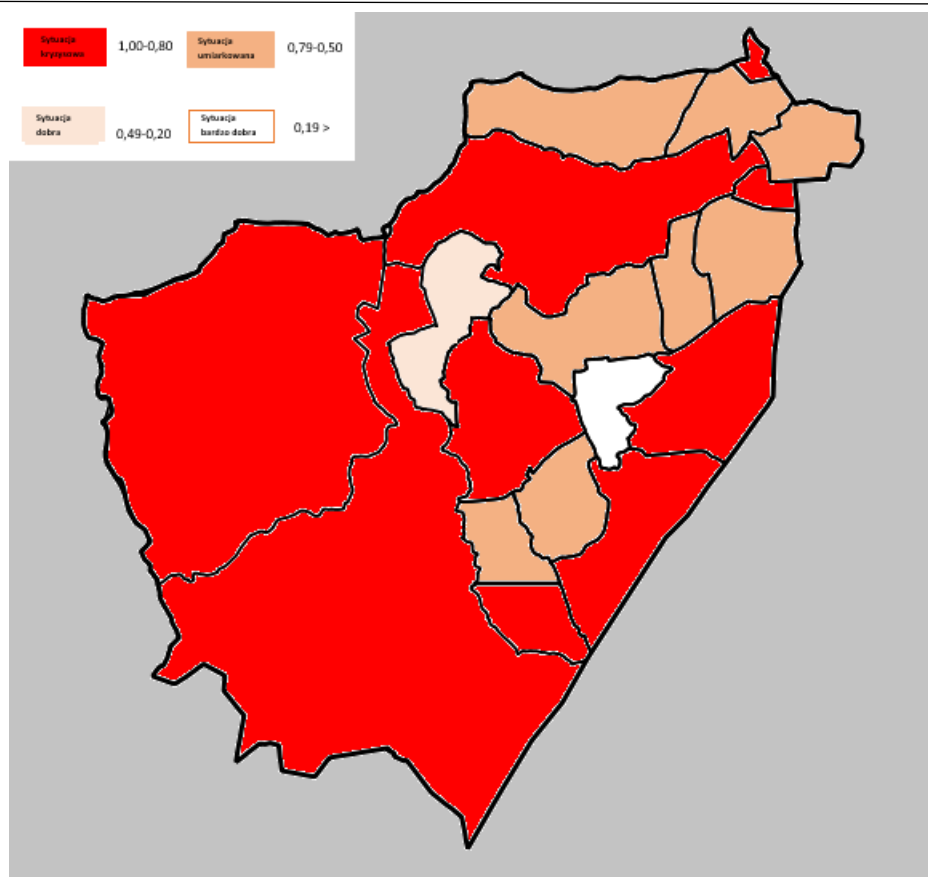 Sytuacja
kryzysowa
1,00-0,80
Sytuacja
umiarkowana
0,79-0,50
Sytuacja
dobra
0,49-0,20
Sytuacja
bardzo dobra
0,19 >